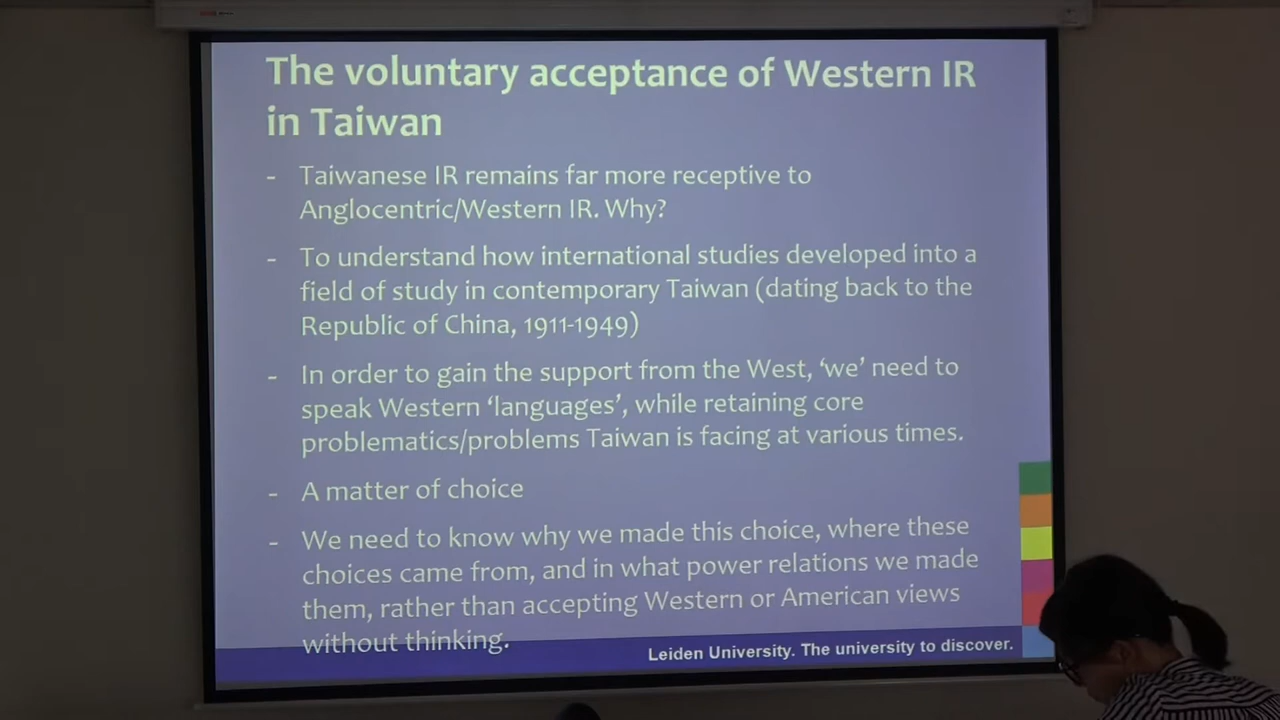 The voluntary acceptance of Western IR
in Taiwan
- Taiwanese IR remains far more receptive to
Anglocentric/Western IR. Why?
- To understand how international studies developed into a
field of study in contemporary Taiwan (dating back to the
Republic of China, 1911-1949)
- In order to gain the support from the West, ‘we’ need to
speak Western ‘languages’, while retaining core
problematics/problems Taiwan is facing at various times.
- A matter of choice
- We need to know why we made this choice, where these
choices came from, and in what power relations we made
them, rather than accepting Western or American views
without thinking.
Leiden University. The university to discover.